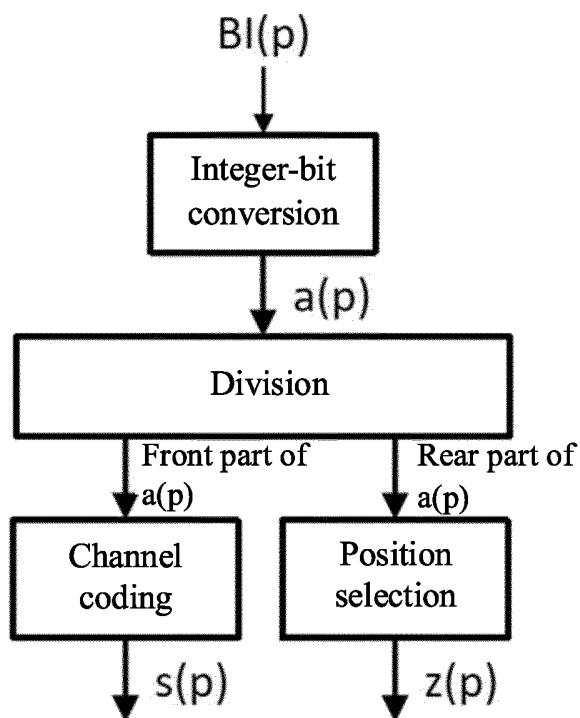 BI(p)
Integer-bit
conversion
a(p)
Division
Front part of
a(p)
Rear part of
a(p)
Channel
coding
Position
selection
s(p)
z(p)